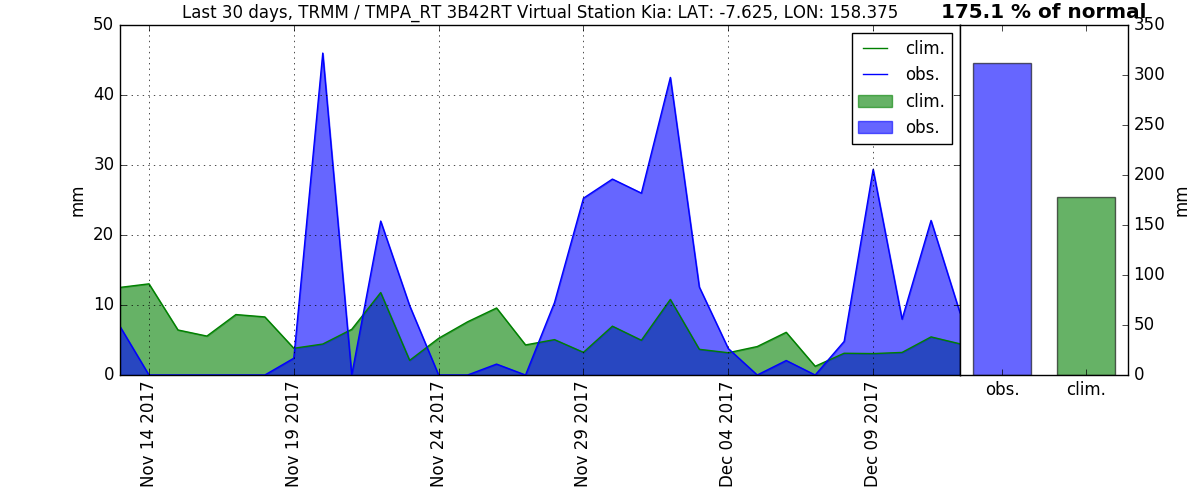 Last 30 days, TRMM / TMPA_RT 3B42RT Virtual Station Kia: LAT: -7.625, LON: 158.375
175.1 % of normal
50
40
30
20
10
0
mm
clim.
obs.
clim.
obs.
Nov 14 2017
Nov 19 2017
Nov 24 2017
Nov 29 2017
Dec 04 2017
Dec 09 2017
350
300
250
200
150
100
50
0
mm
obs.
clim.